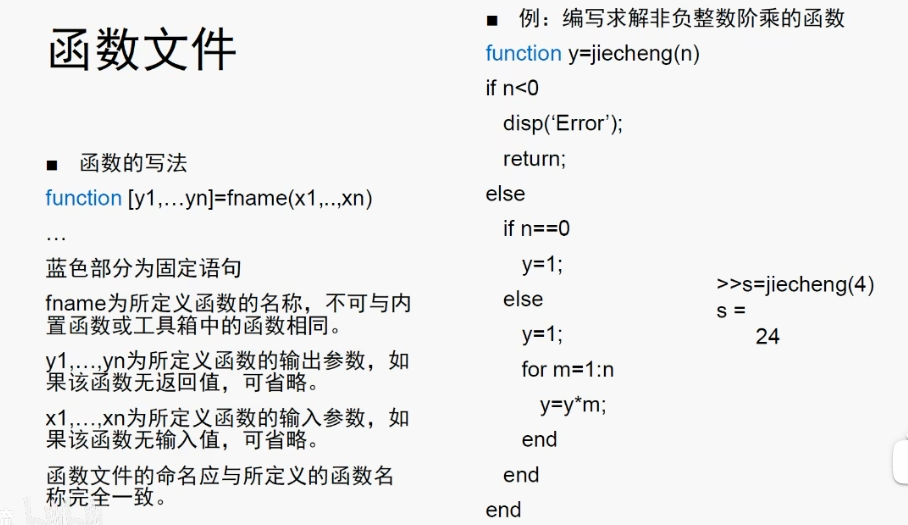 函数文件
■ 函数的写法
function [y1,…yn]=fname(x1,..,xn)
…
蓝色部分为固定语句
fname为所定义函数的名称，不可与内
置函数或工具箱中的函数相同。
y1,…,yn为所定义函数的输出参数，如
果该函数无返回值，可省略。
x1,…,xn为所定义函数的输入参数，如
果该函数无输入值，可省略。
函数文件的命名应与所定义的函数名
称完全一致。
■ 例：编写求解非负整数阶乘的函数
function y=jiecheng(n)
if n<0
disp(‘Error’);
return;
else
if n==0
y=1;
else
y=1;
for m=1:n
y=y*m;
end
end
end
>>s=jiecheng(4)
s =
24